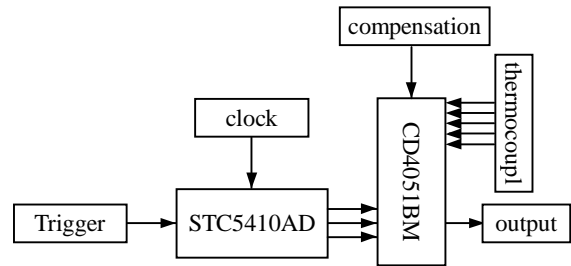 compensation
thermocoupl
clock
CD4051BM
Trigger
STC5410AD
output